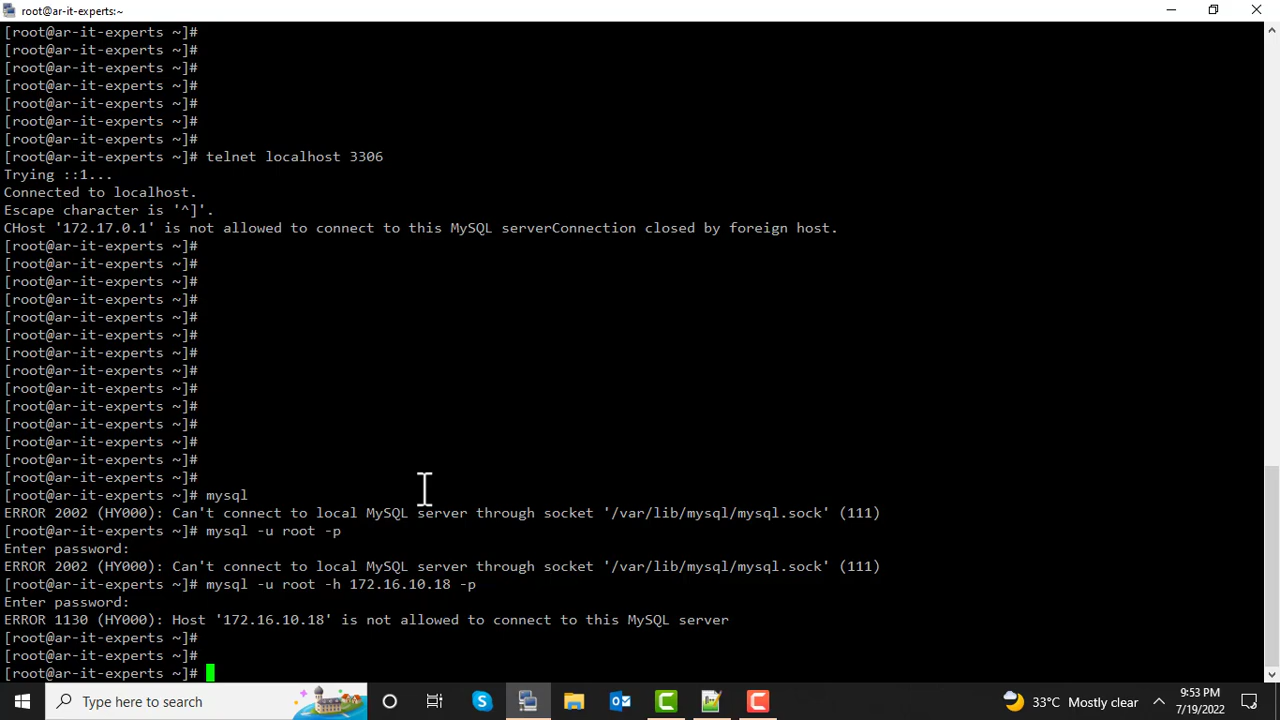 root@ar-it-experts:~
[root@ar-it-experts ~]#
[root@ar-it-experts ~]#
[root@ar-it-experts ~]#
[root@ar-it-experts ~]#
[root@ar-it-experts ~]#
[root@ar-it-experts ~]#
[root@ar-it-experts ~]#
[root@ar-it-experts ~]# telnet localhost 3306
Trying ::1...
Connected to localhost.
Escape character is '^]'.
CHost '172.17.0.1' is not allowed to connect to this MySQL serverConnection closed by foreign host.
[root@ar-it-experts ~]#
[root@ar-it-experts ~]#
[root@ar-it-experts ~]#
[root@ar-it-experts ~]#
[root@ar-it-experts ~]#
[root@ar-it-experts ~]#
[root@ar-it-experts ~]#
[root@ar-it-experts ~]#
[root@ar-it-experts ~]#
[root@ar-it-experts ~]#
[root@ar-it-experts ~]#
[root@ar-it-experts ~]#
[root@ar-it-experts ~]#
[root@ar-it-experts ~]#
[root@ar-it-experts ~]# mysql
ERROR 2002 (HY000): Can't connect to local MySQL server through socket '/var/lib/mysql/mysql.sock' (111)
[root@ar-it-experts ~]# mysql -u root -p
Enter password:
ERROR 2002 (HY000): Can't connect to local MySQL server through socket '/var/lib/mysql/mysql.sock' (111)
[root@ar-it-experts ~]# mysql -u root -h 172.16.10.18 -p
Enter password:
ERROR 1130 (HY000): Host '172.16.10.18' is not allowed to connect to this MySQL server
[root@ar-it-experts ~]#
[root@ar-it-experts ~]#
[root@ar-it-experts ~]#
Type here to search
33°C Mostly clear
9:53 PM
7/19/2022